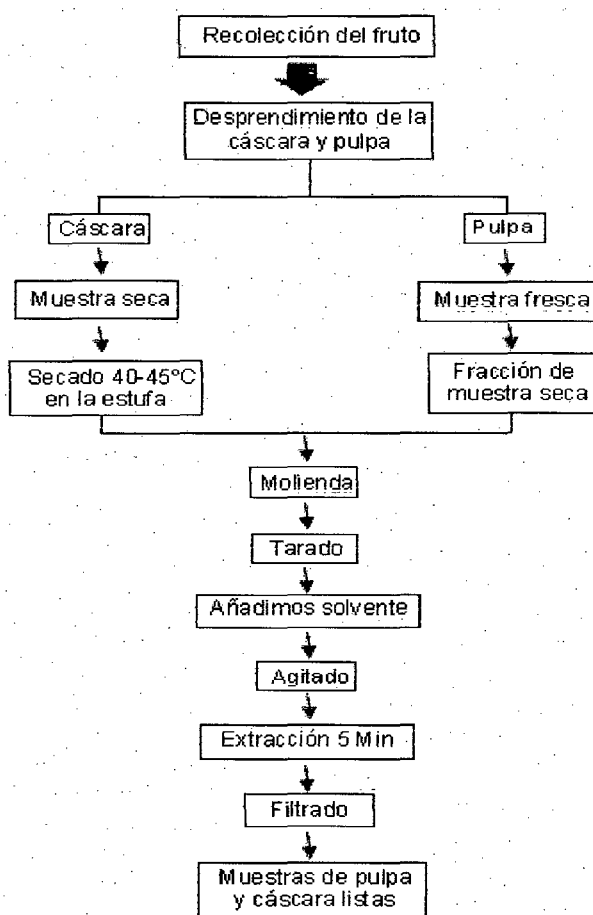 Recolección del fruto
Desprendimiento de la
cáscara y pulpa
Cáscara
Pulpa
Muestra seca
Muestra fresca
Secado 40-45°C
en la estufa
Fracción de
muestra seca
Molienda
Tarado
Añadimos solvente
Agitado
Extracción 5 Min
Filtrado
Muestras de pulpa
y cáscara listas